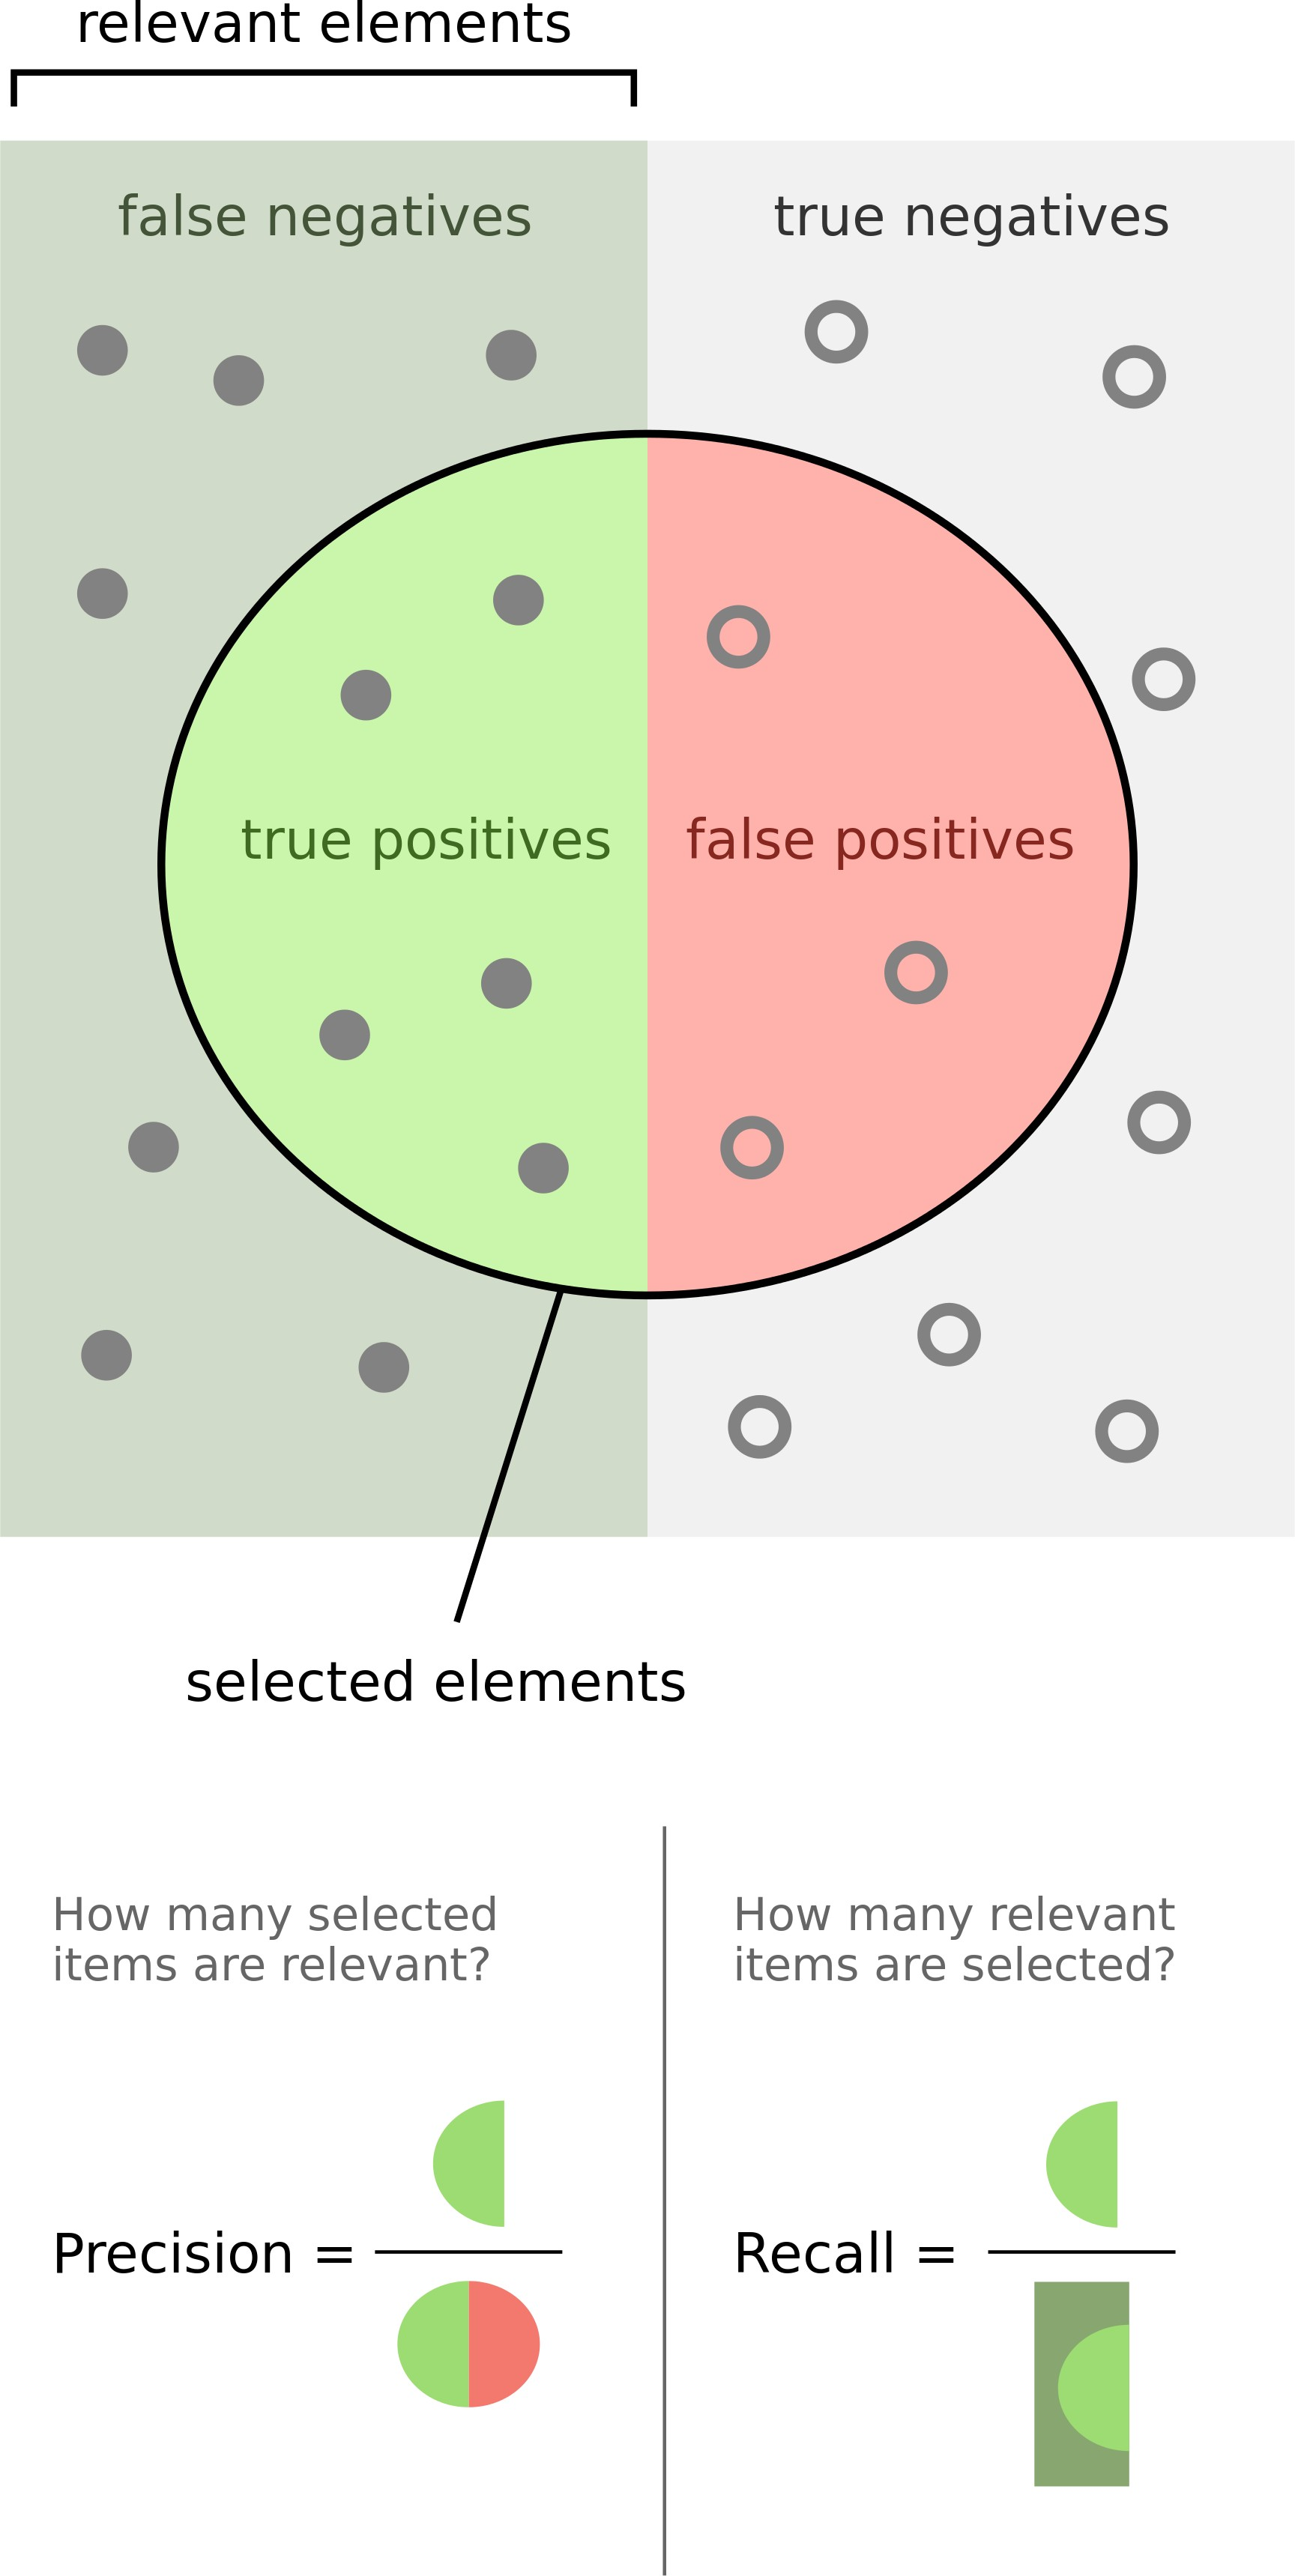 relevant elements
false negatives
true negatives
true positives
false positives
selected elements
How many selected
items are relevant?
How many relevant
items are selected?
Precision =
Recall =